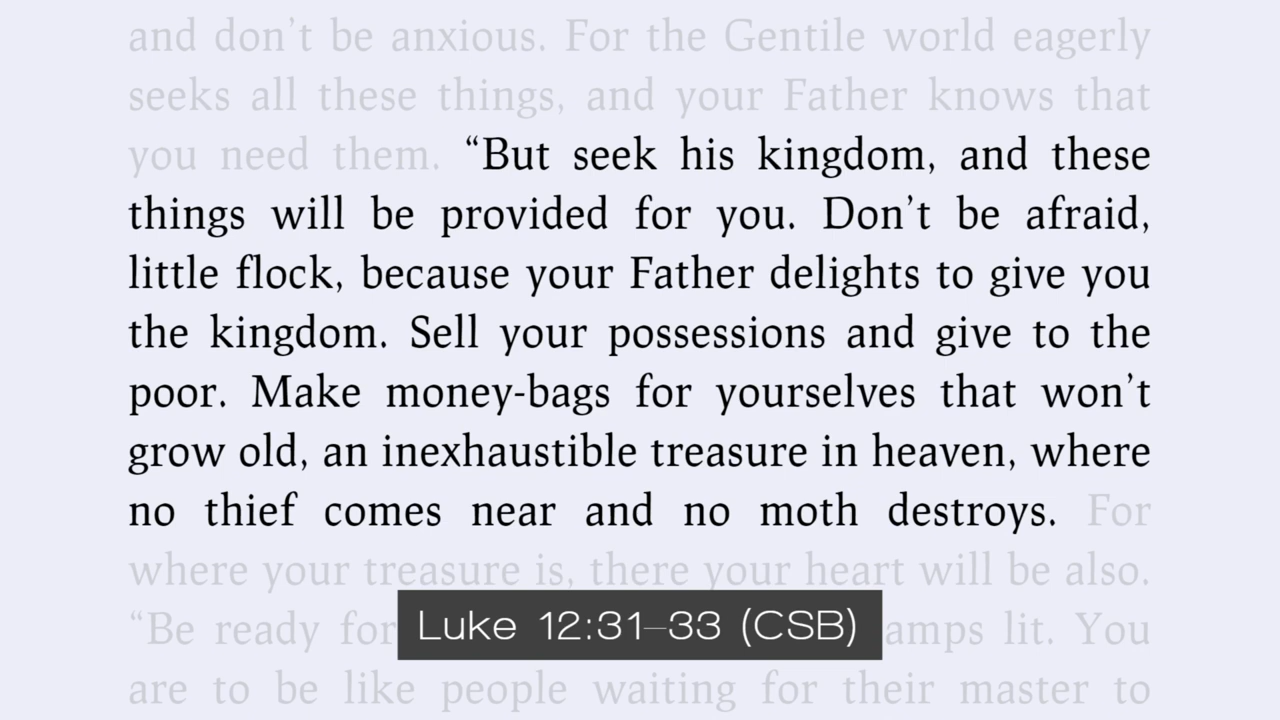 and don’t be anxious. For the Gentile world eagerly
seeks all these things, and your Father knows that
you need them. “But seek his kingdom, and these
things will be provided for you. Don’t be afraid,
little flock, because your Father delights to give you
the kingdom. Sell your possessions and give to the
poor. Make money-bags for yourselves that won’t
grow old, an inexhaustible treasure in heaven, where
no thief comes near and no moth destroys. For
where your treasure is, there your heart will be also.
“Be ready for amps lit. You
Luke 12:31–33 (CSB)
are to be like people waiting for their master to